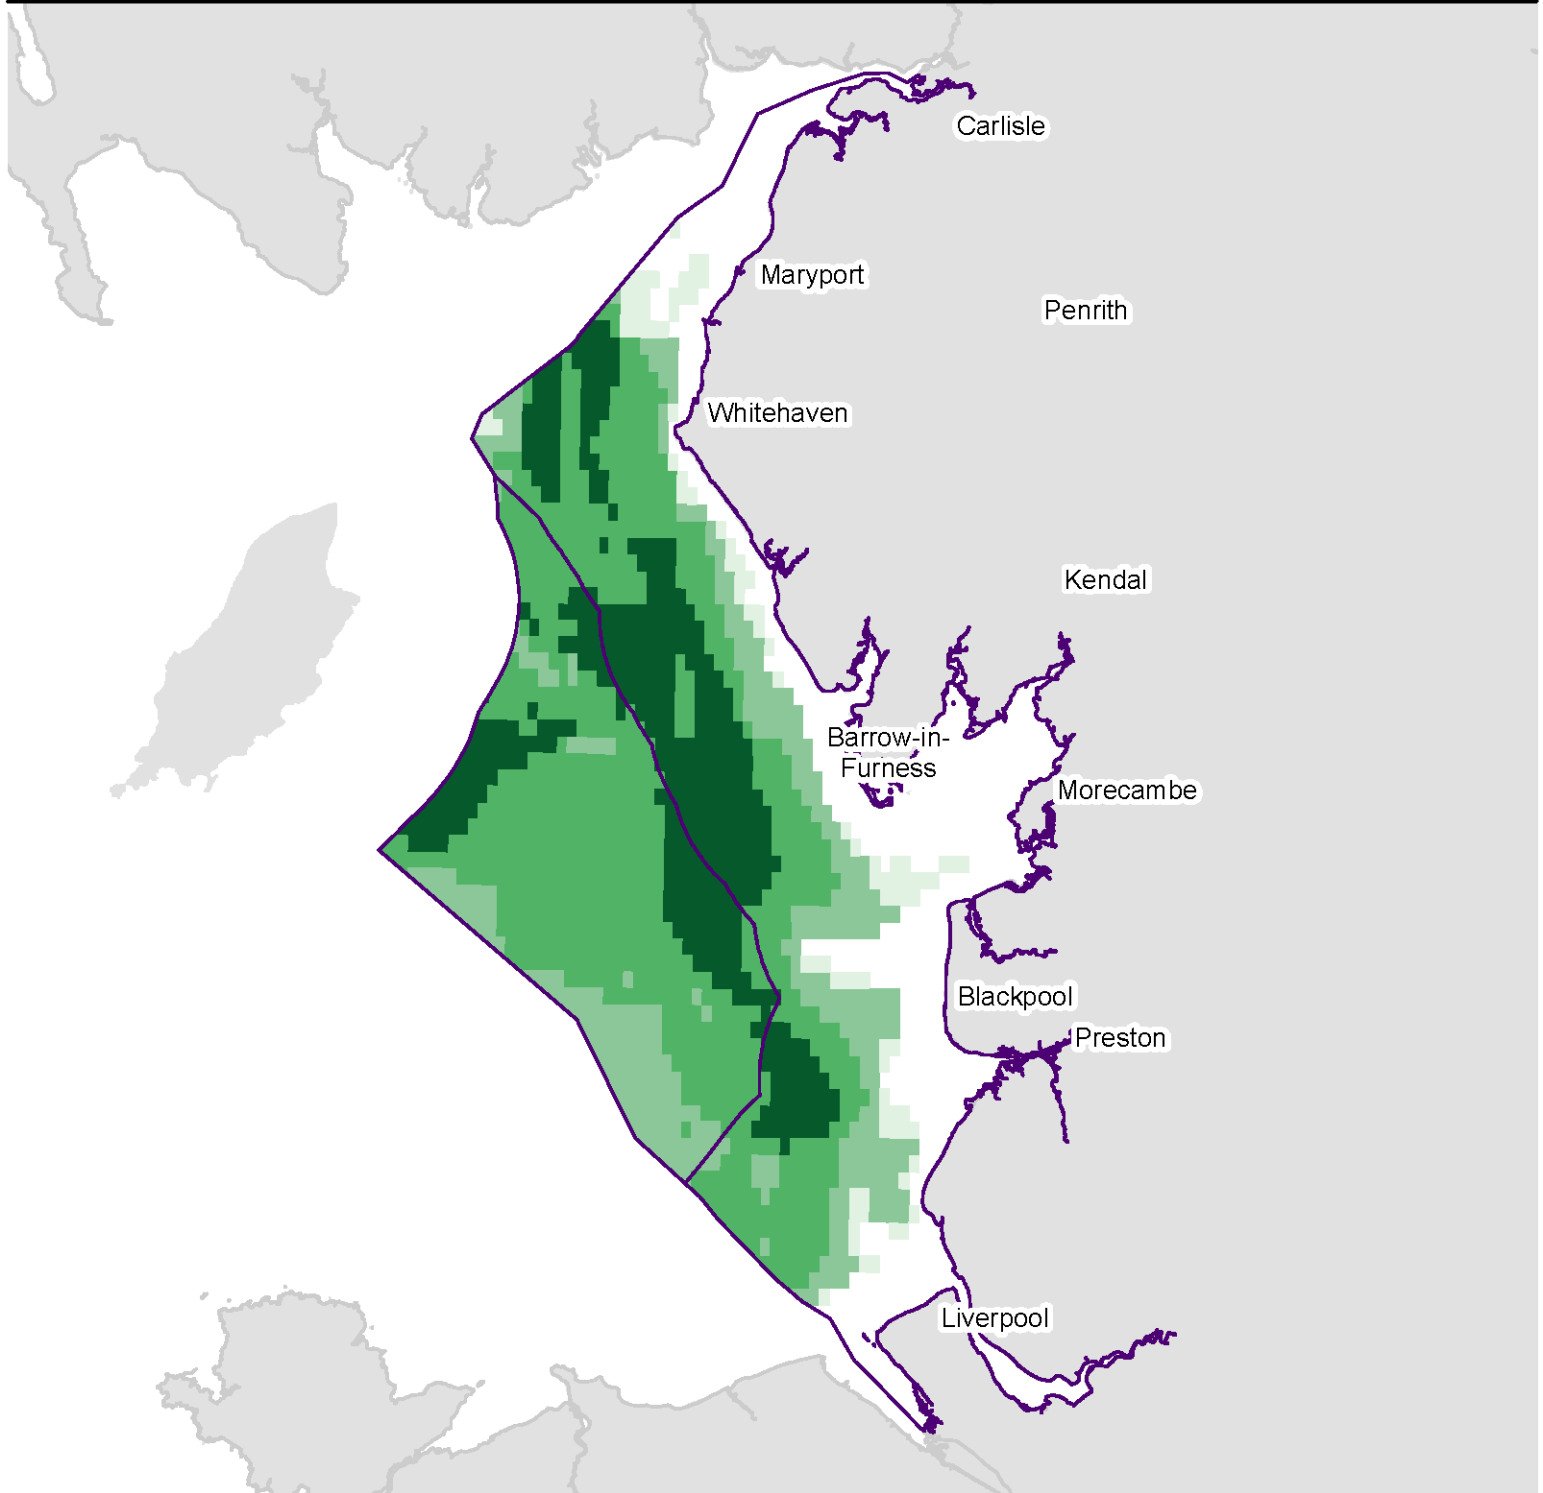 Carlisle
Maryport
Penrith
Whitehaven
Kendal
Barrow-in-
Furness
Morecambe
Blackpool
Preston
Liverpool